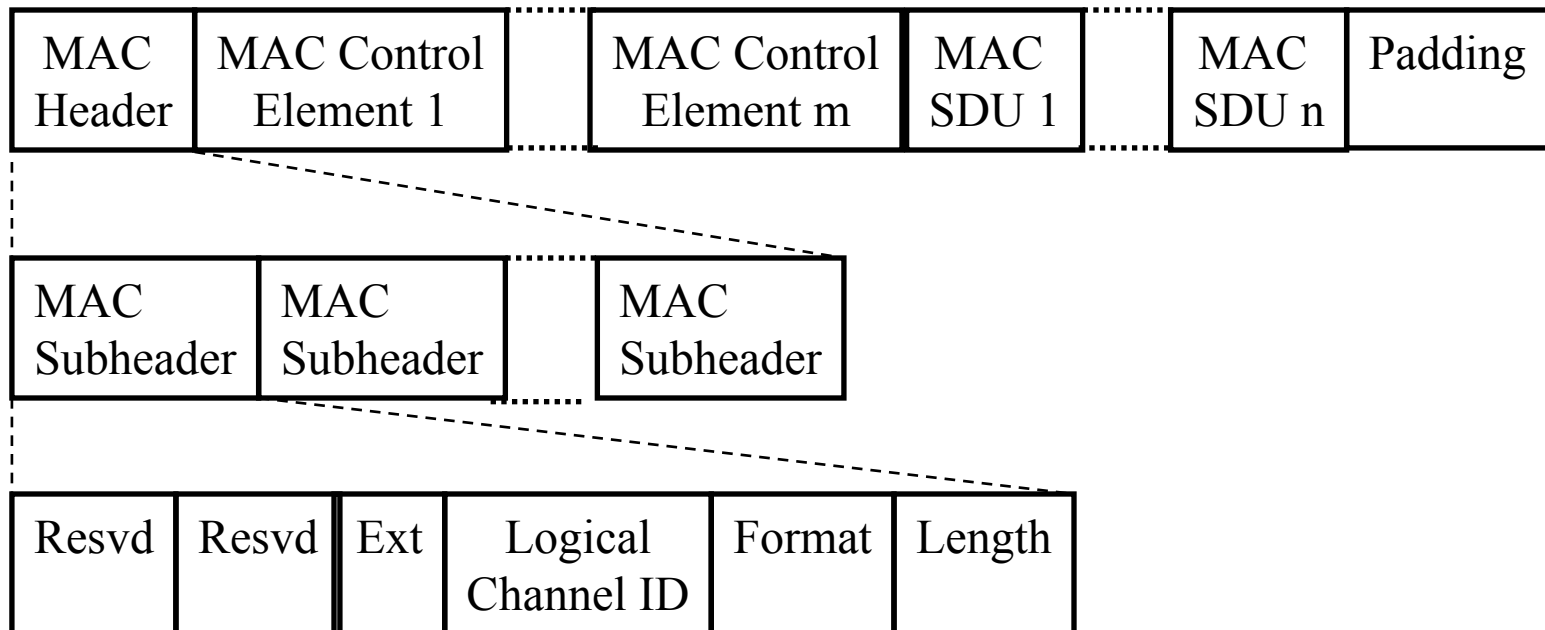 MAC
Header
MAC Control
Element 1
MAC Control
Element m
MAC
SDU 1
MAC
SDU n
Padding
MAC
Subheader
MAC
Subheader
MAC
Subheader
Resvd
Resvd
Ext
Logical
Channel ID
Format
Length